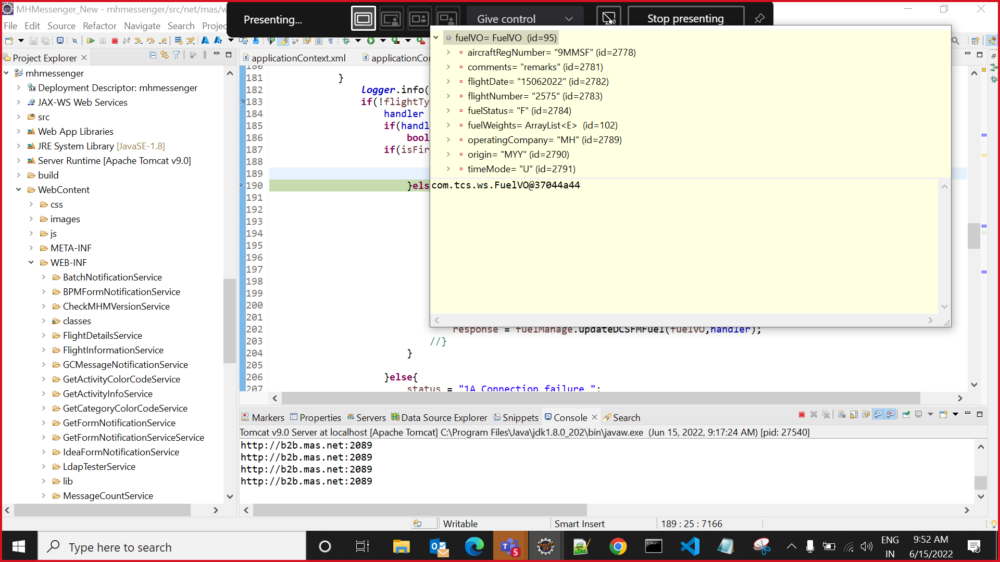 MHMessenger_New - mhmessenger/src/net/mas/w
Presenting...
Give control
Stop presenting
File Edit Source Refactor Navigate Search Projec
Project Explorer
mhmessenger
Deployment Descriptor: mhmessenger
JAX-WS Web Services
src
Web App Libraries
JRE System Library [JavaSE-1.8]
Server Runtime [Apache Tomcat v9.0]
build
WebContent
css
images
js
META-INF
WEB-INF
BatchNotificationService
BPMFormNotificationService
CheckMHMVersionService
classes
FlightDetailsService
FlightInformationService
GCMessageNotificationService
GetActivityColorCodeService
GetActivityInfoService
GetCategoryColorCodeService
GetFormNotificationService
GetFormNotificationServiceService
IdeaFormNotificationService
LdapTesterService
lib
MessageCountService
applicationContext.xml applicationCon
180
181 }
182 logger.info(
183 if(!flightTy
184 handler
185 if(handl
186 bool
187 if(isFir
188
189
190 }els
191
192
193
194
195
196
197
198
199
200
201
202 response = fuelManage.updateDCSFMFuel(fuelVO,handler);
203 //}
204 }
205
206 }else{
207 status = "1A Connection failure ";
fuelVO= FuelVO (id=95)
aircraftRegNumber= "9MMSF" (id=2778)
comments= "remarks" (id=2781)
flightDate= "15062022" (id=2782)
flightNumber= "2575" (id=2783)
fuelStatus= "F" (id=2784)
fuelWeights= ArrayList<E> (id=102)
operatingCompany= "MH" (id=2789)
origin= "MYY" (id=2790)
timeMode= "U" (id=2791)
com.tcs.ws.FuelVO@37044a44
Markers Properties Servers Data Source Explorer Snippets Console Search
Tomcat v9.0 Server at localhost [Apache Tomcat] C:\Program Files\Java\jdk1.8.0_202\bin\javaw.exe (Jun 15, 2022, 9:17:24 AM) [pid: 27540]
http://b2b.mas.net:2089
http://b2b.mas.net:2089
http://b2b.mas.net:2089
http://b2b.mas.net:2089
Writable Smart Insert 189 : 25 : 7166
Type here to search
5
ENG
IN
9:52 AM
6/15/2022